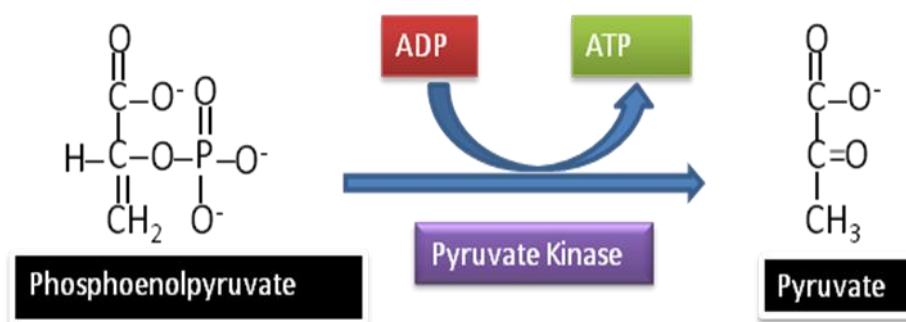 O
C–O⁻ O
H–C–O–P–O⁻
CH₂ O⁻
Phosphoenolpyruvate
ADP
ATP
Pyruvate Kinase
O
C–O⁻
C=O
CH₃
Pyruvate